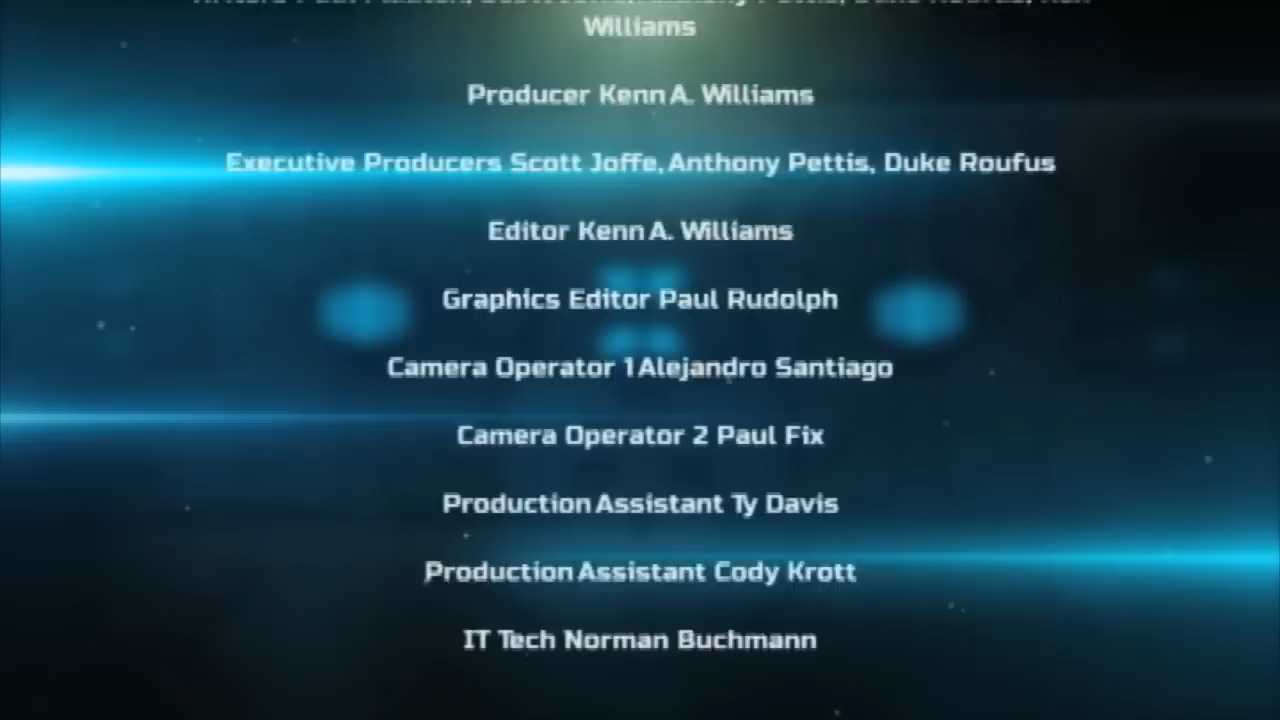 Williams
Producer Kenn A. Williams
Executive Producers Scott Joffe, Anthony Pettis, Duke Roufus
Editor Kenn A. Williams
Graphics Editor Paul Rudolph
Camera Operator 1 Alejandro Santiago
Camera Operator 2 Paul Fix
Production Assistant Ty Davis
Production Assistant Cody Krott
IT Tech Norman Buchmann